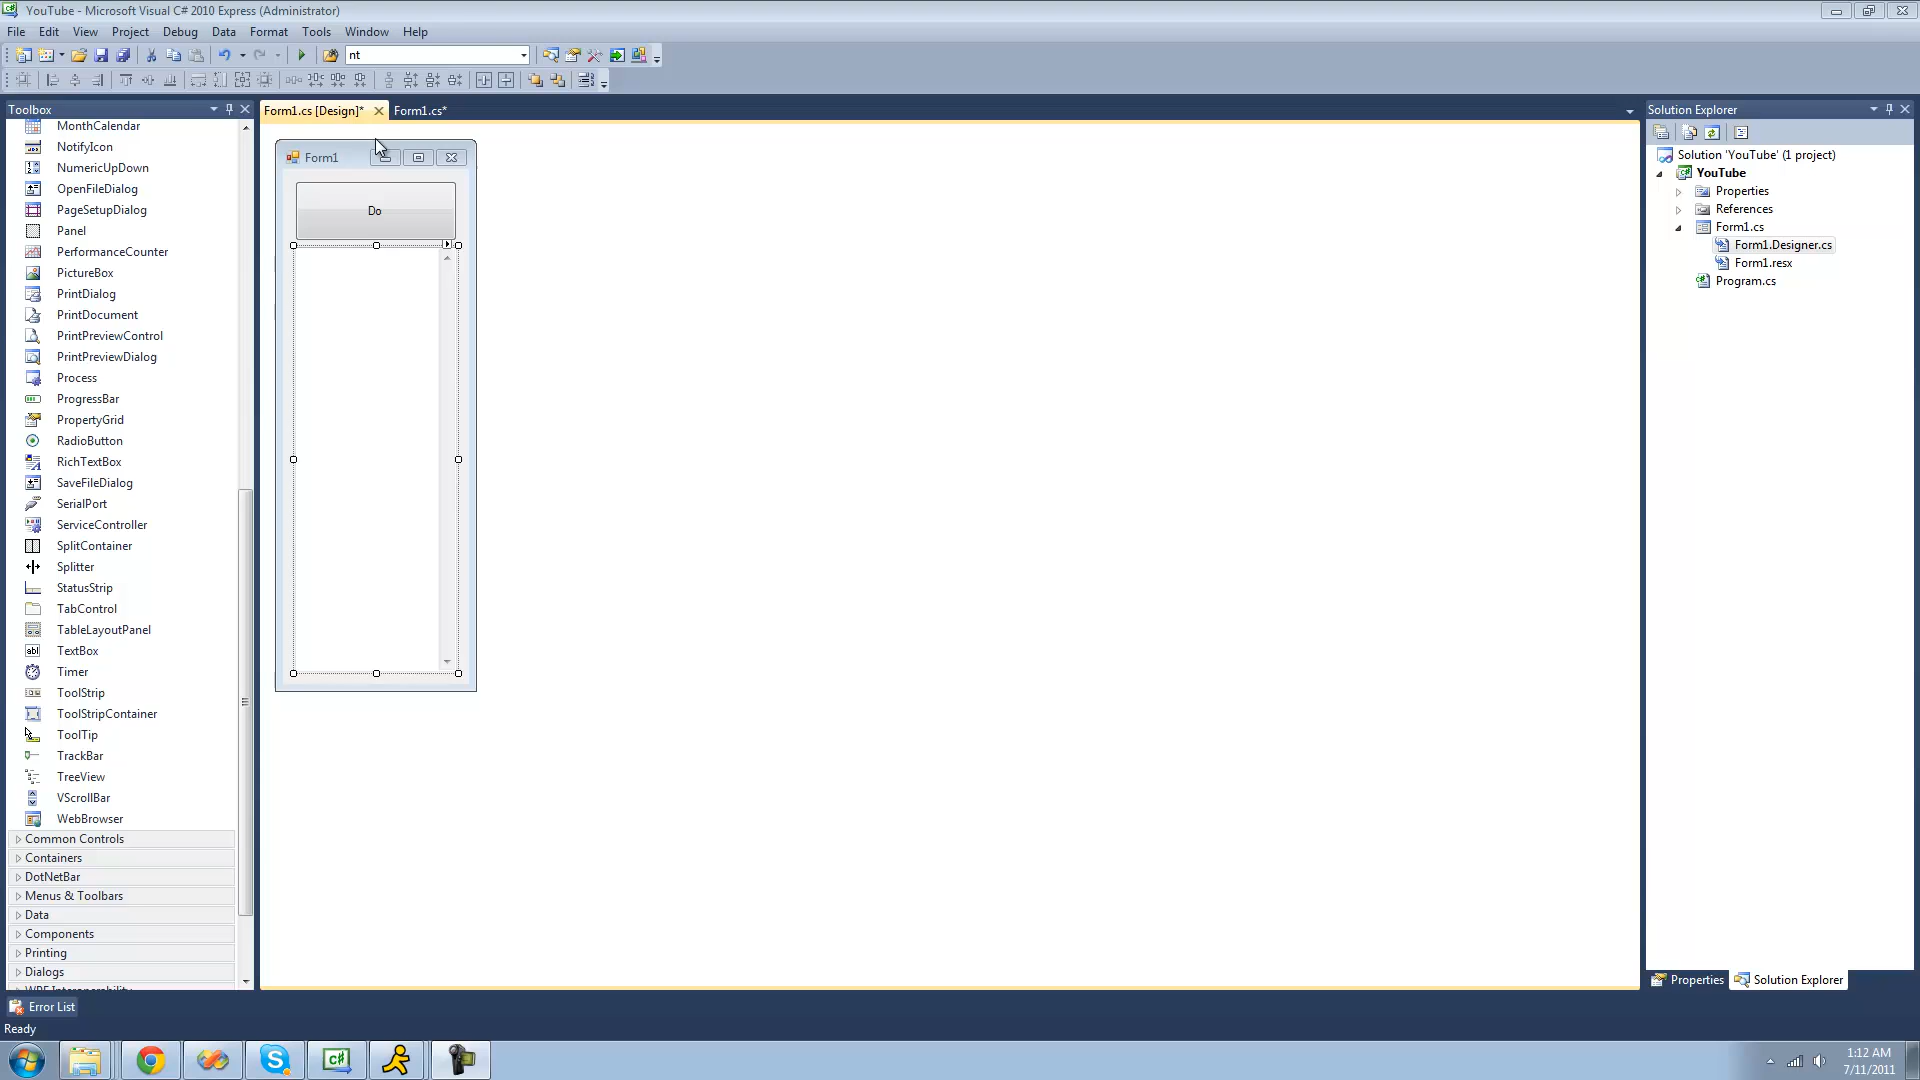 YouTube - Microsoft Visual C# 2010 Express (Administrator)
File Edit View Project Debug Data Format Tools Window Help
nt
Toolbox
Form1.cs [Design]* Form1.cs*
Solution Explorer
MonthCalendar
NotifyIcon
NumericUpDown
OpenFileDialog
PageSetupDialog
Panel
PerformanceCounter
PictureBox
PrintDialog
PrintDocument
PrintPreviewControl
PrintPreviewDialog
Process
ProgressBar
PropertyGrid
RadioButton
RichTextBox
SaveFileDialog
SerialPort
ServiceController
SplitContainer
Splitter
StatusStrip
TabControl
TableLayoutPanel
TextBox
Timer
ToolStrip
ToolStripContainer
ToolTip
TrackBar
TreeView
VScrollBar
WebBrowser
Common Controls
Containers
DotNetBar
Menus & Toolbars
Data
Components
Printing
Dialogs
WPF Interoperability
Form1
Do
Solution 'YouTube' (1 project)
YouTube
Properties
References
Form1.cs
Form1.Designer.cs
Form1.resx
Program.cs
Properties Solution Explorer
Error List
Ready
1:12 AM
7/11/2011